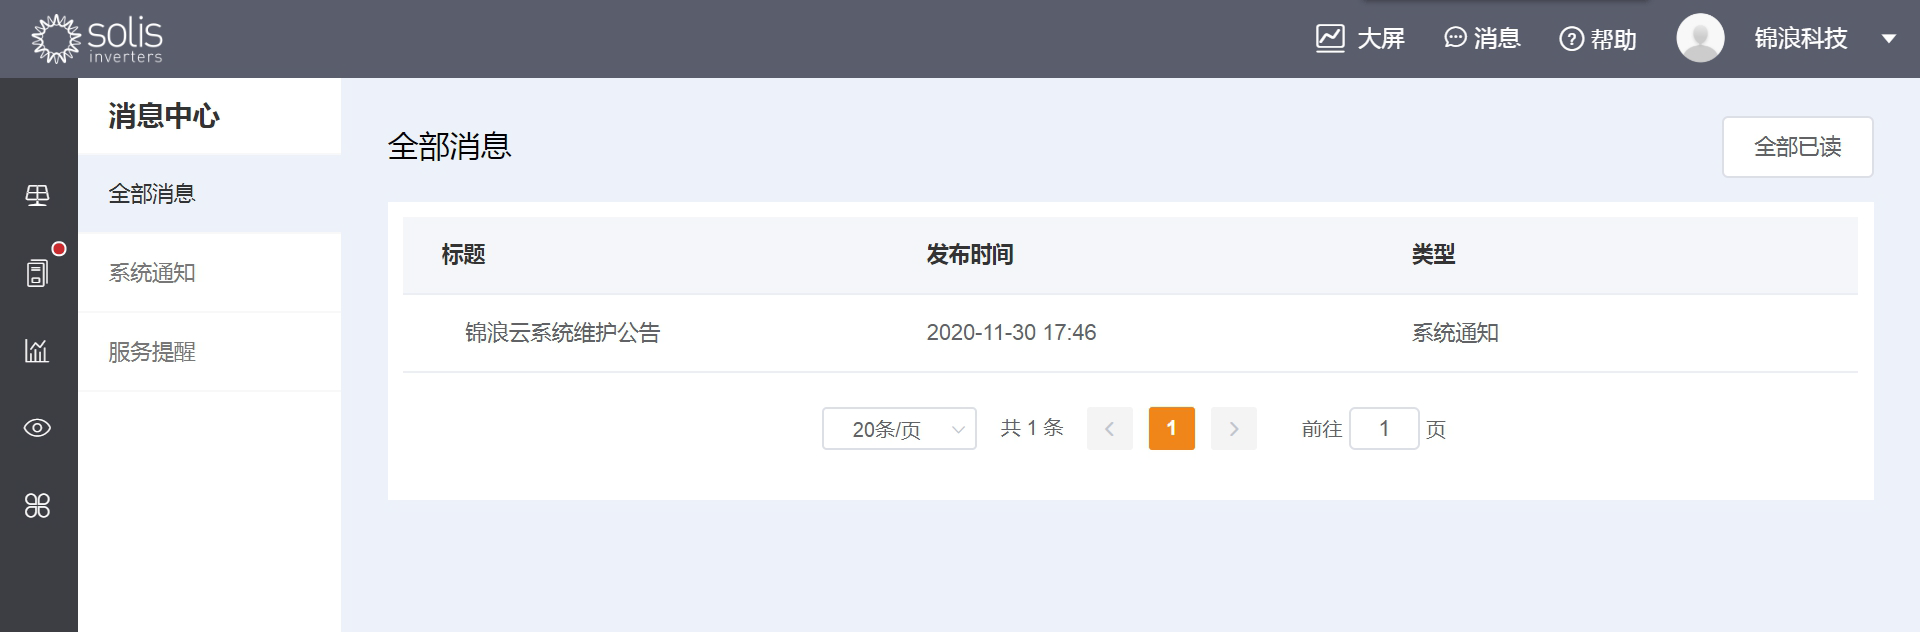 solis
inverters
大屏
消息
帮助
锦浪科技
消息中心
全部消息
系统通知
服务提醒
全部消息
全部已读
标题 发布时间 类型
锦浪云系统维护公告 2020-11-30 17:46 系统通知
20条/页 共 1 条 1 前往 1 页